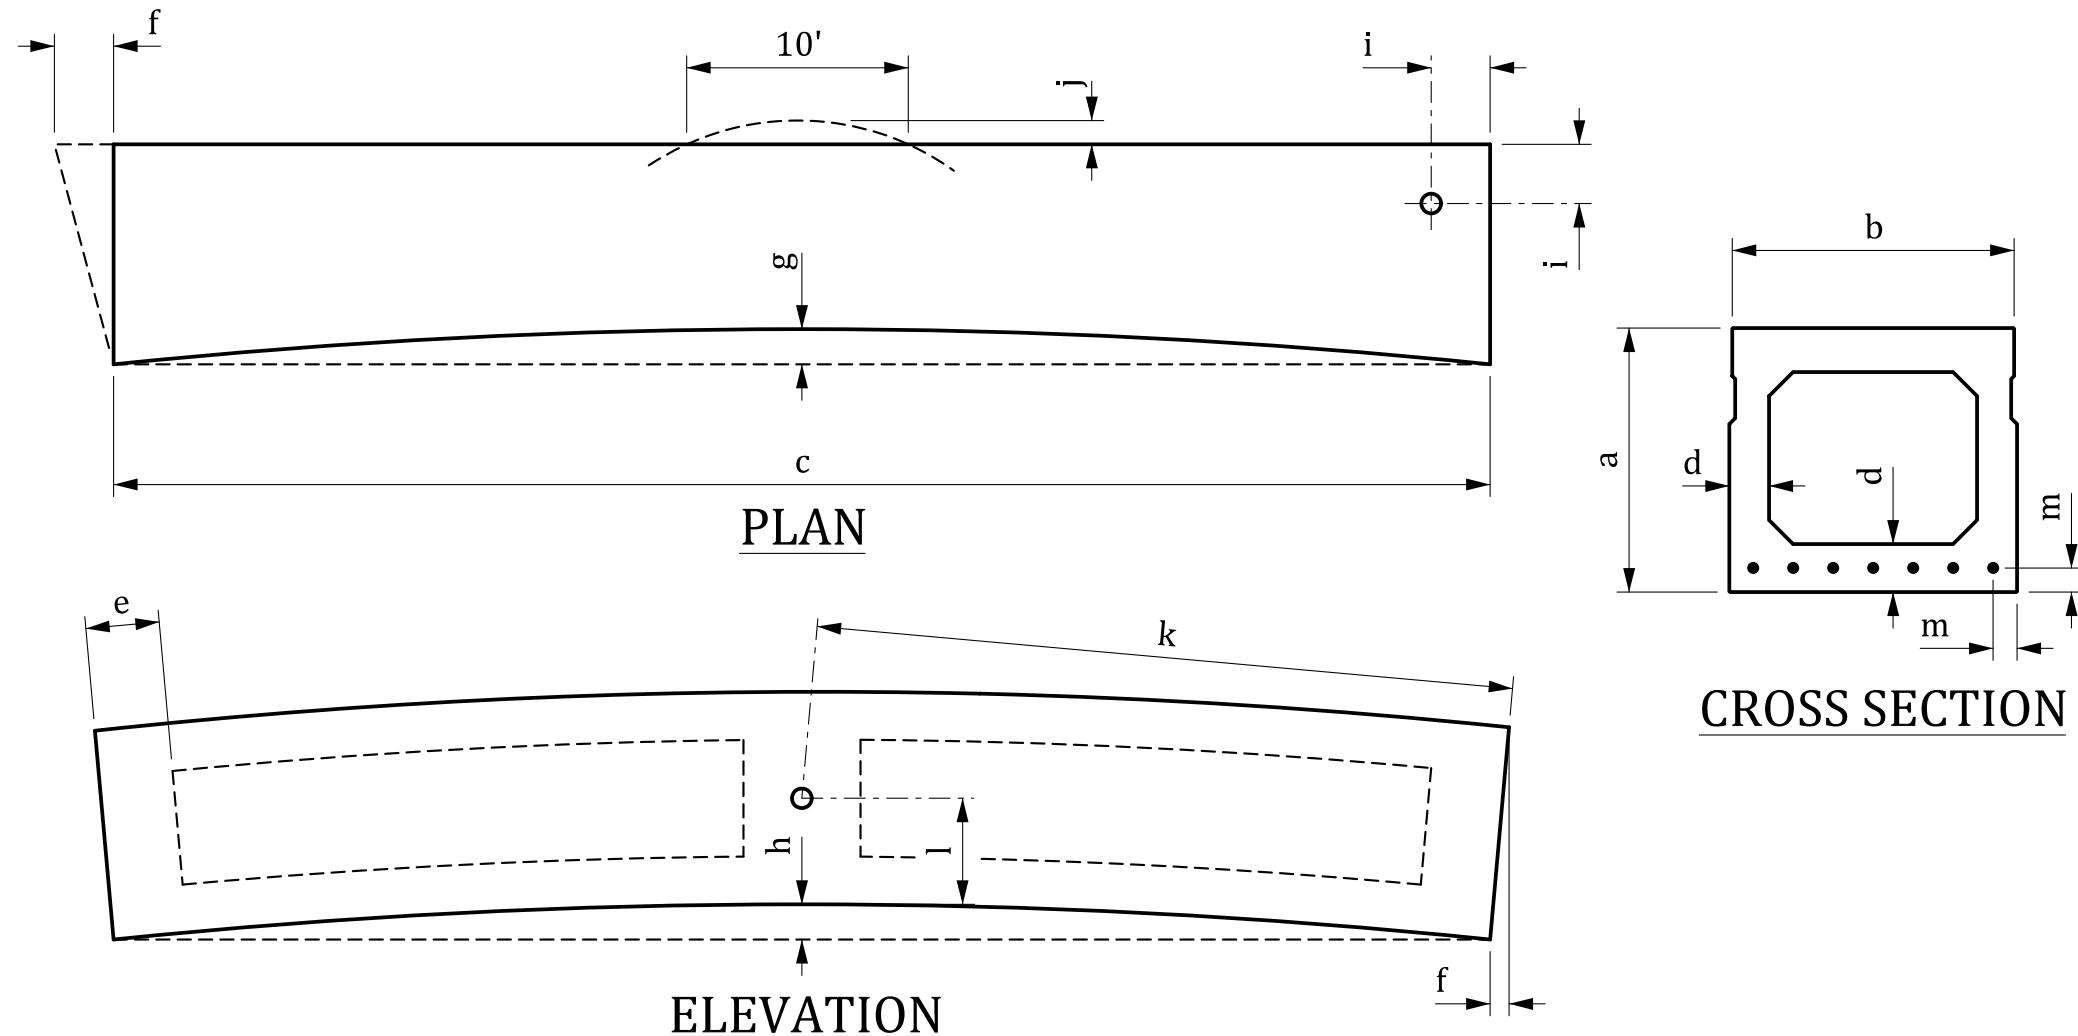 f
10'
i
j
i
g
c
PLAN
b
a
d
d
m
m
CROSS SECTION
e
k
h
l
f
ELEVATION